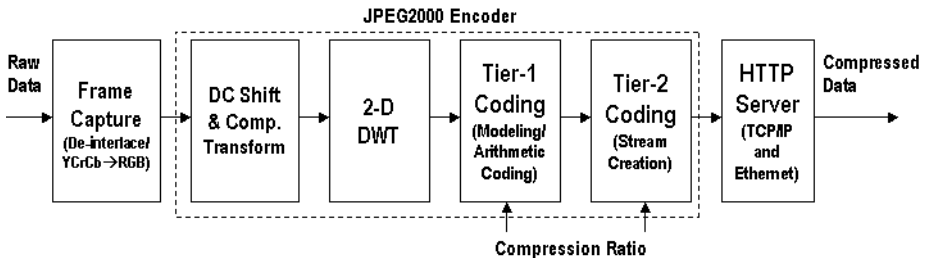 JPEG2000 Encoder
Raw
Data
Frame
Capture
(De-interlace/
YCrCb→RGB)
DC Shift
& Comp.
Transform
2-D
DWT
Tier-1
Coding
(Modeling/
Arithmetic
Coding)
Tier-2
Coding
(Stream
Creation)
HTTP
Server
(TCP/IP
and
Ethernet)
Compressed
Data
Compression Ratio